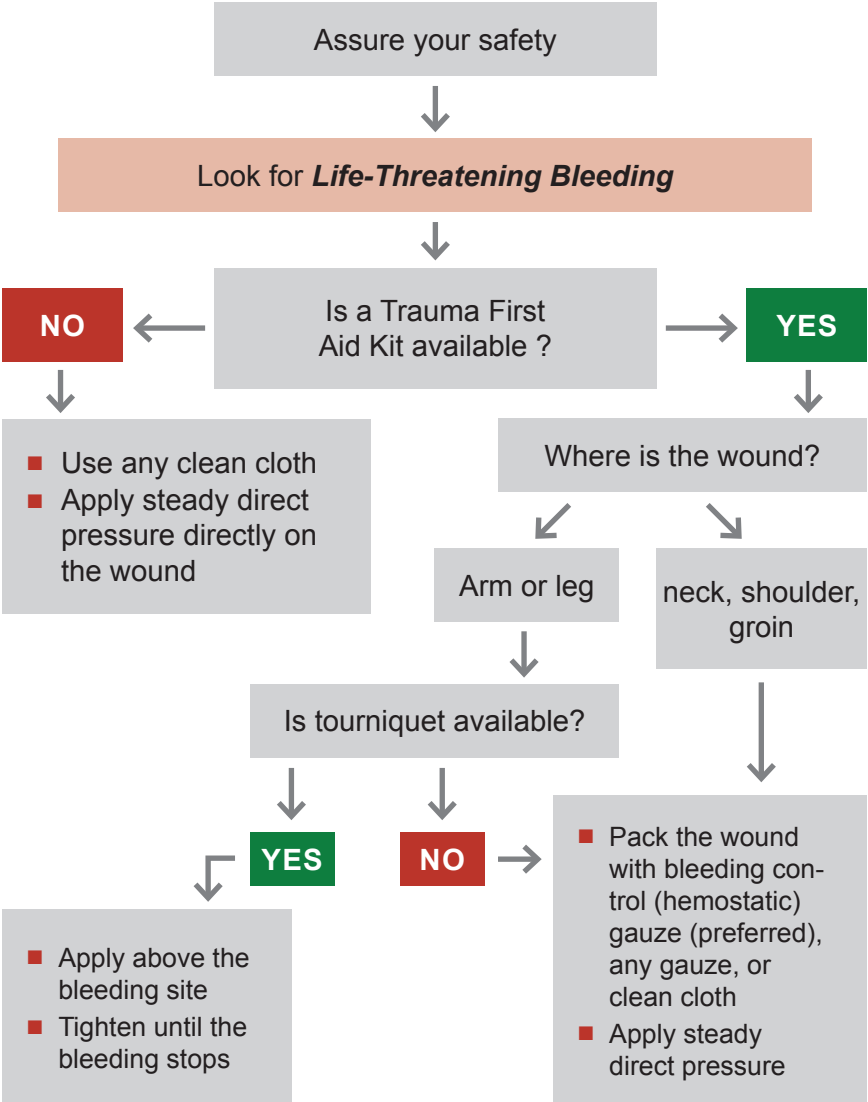 Assure your safety
Look for Life-Threatening Bleeding
Is a Trauma First
Aid Kit available ?
NO
YES
Use any clean cloth
Apply steady direct
pressure directly on
the wound
Where is the wound?
Arm or leg
neck, shoulder,
groin
Is tourniquet available?
YES
NO
Apply above the
bleeding site
Tighten until the
bleeding stops
Pack the wound
with bleeding con-
trol (hemostatic)
gauze (preferred),
any gauze, or
clean cloth
Apply steady
direct pressure